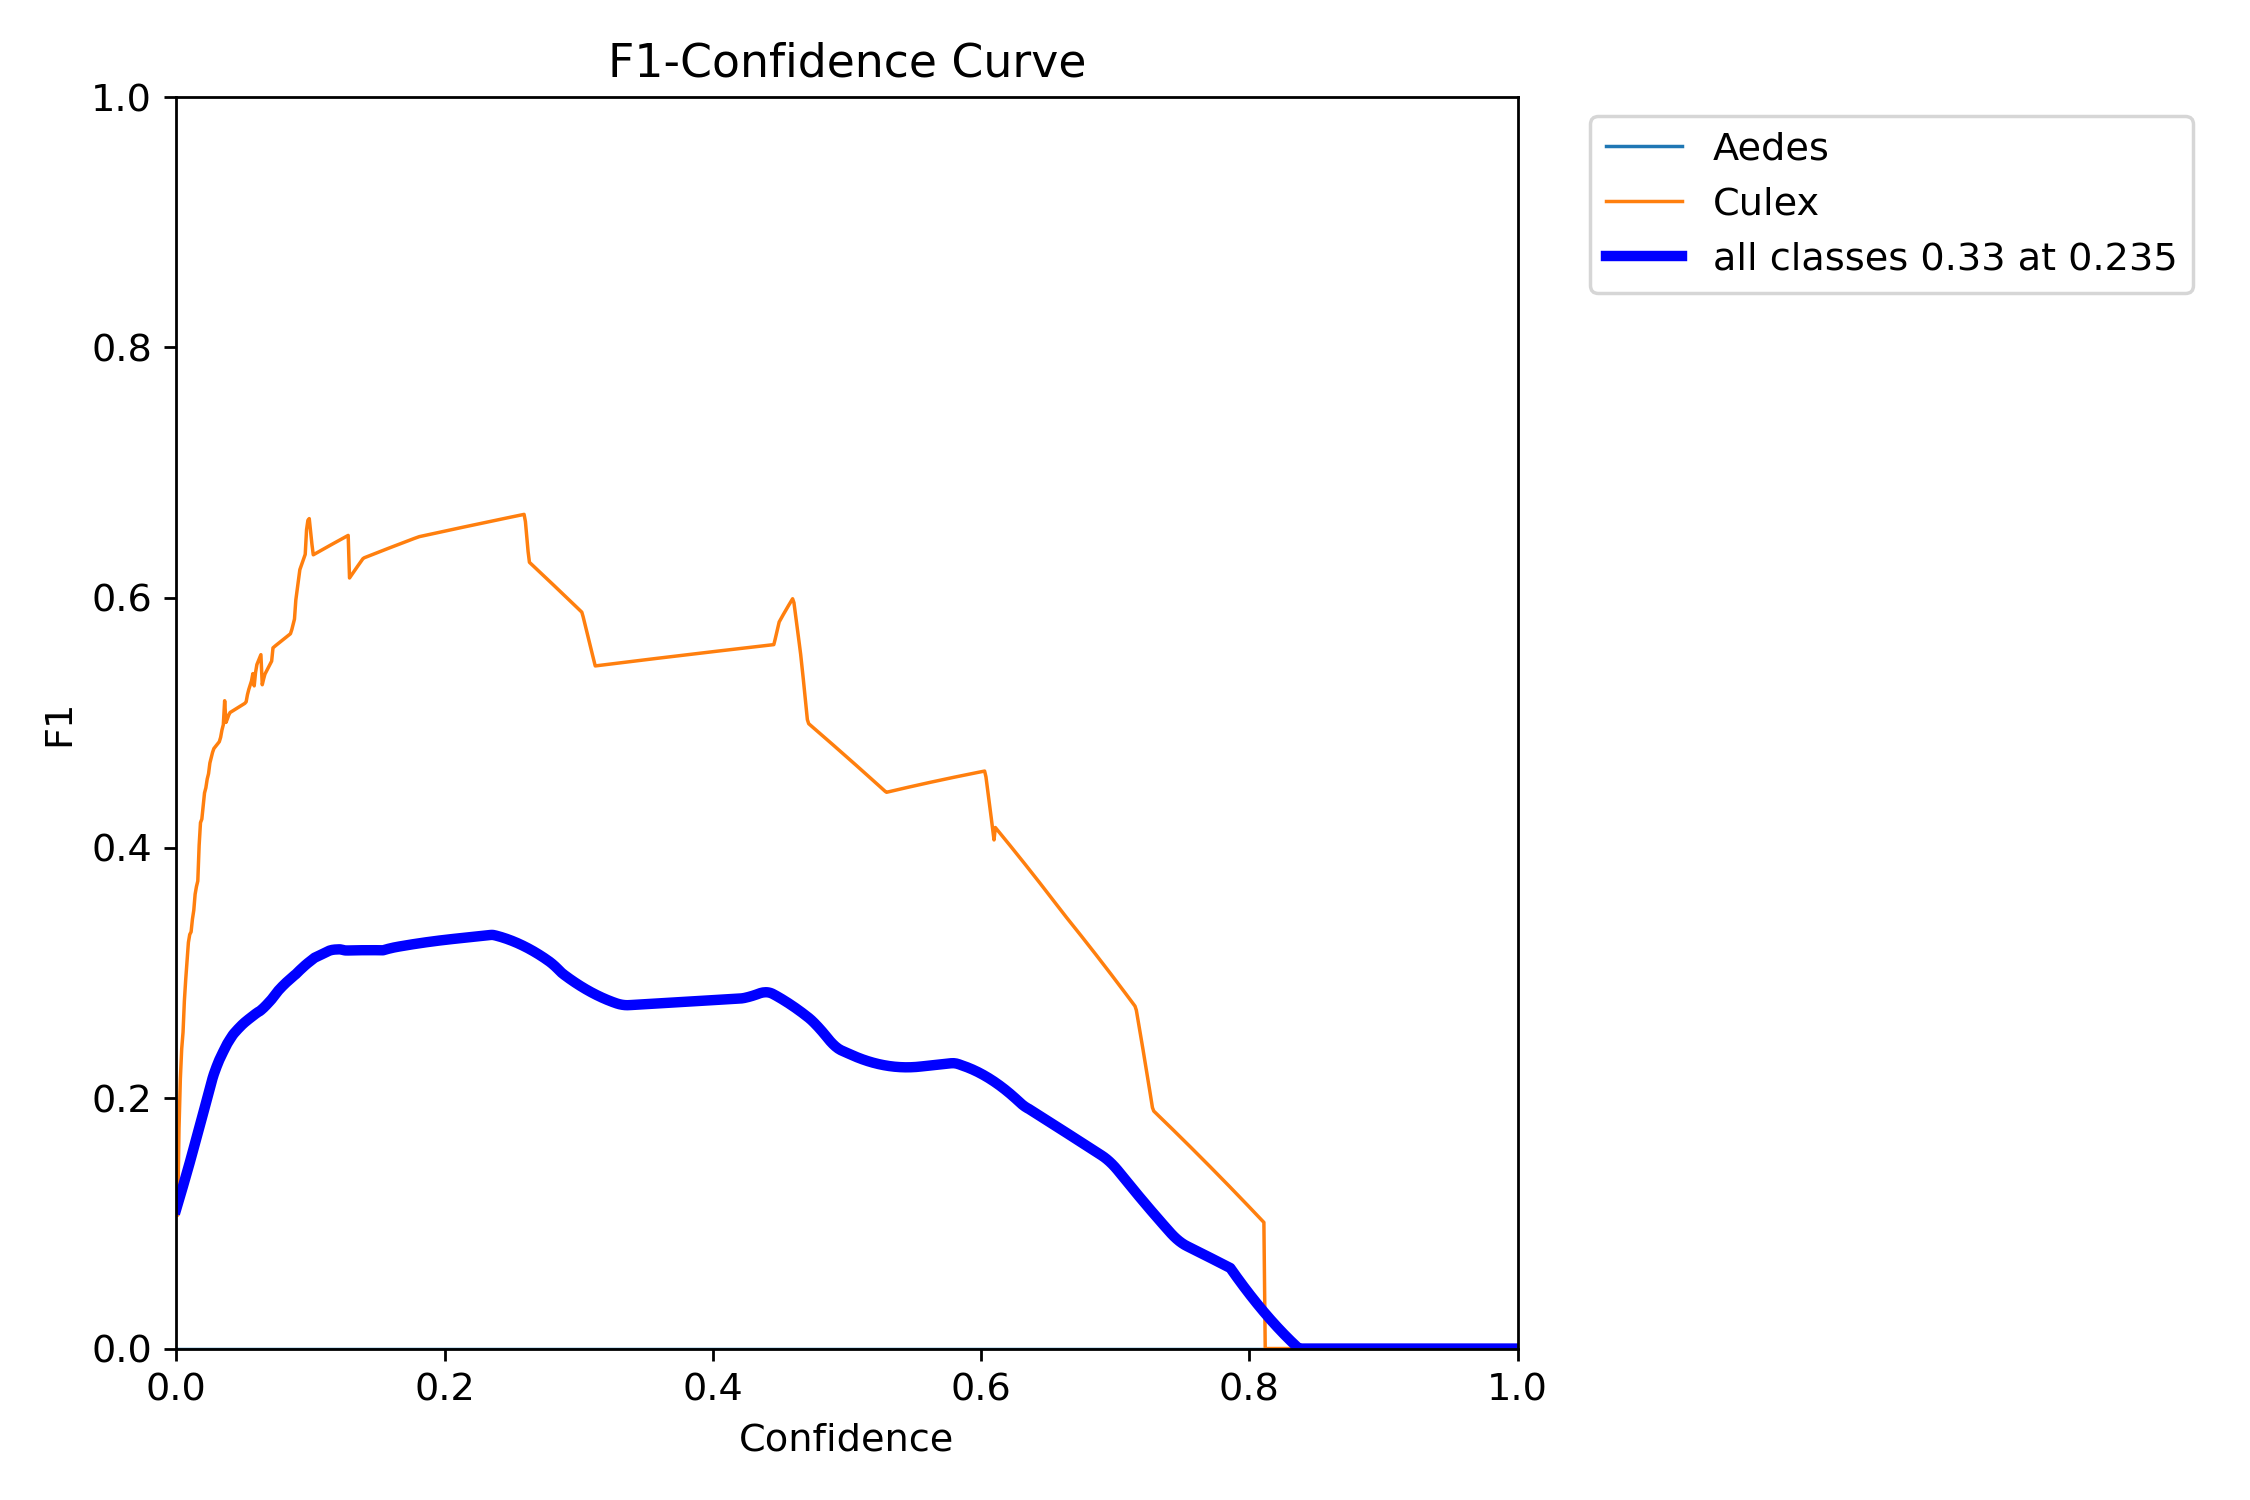 F1-Confidence Curve
1.0
0.8
0.6
0.4
0.2
0.0
F1
0.0 0.2 0.4 0.6 0.8 1.0
Confidence
Aedes
Culex
all classes 0.33 at 0.235